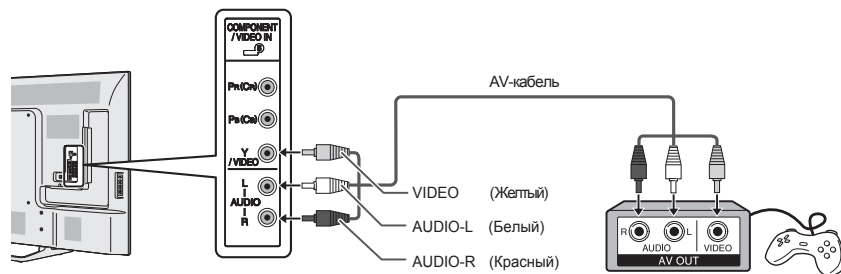 COMPONENT
/ VIDEO IN
PR(CR)
PB(CB)
Y
/VIDEO
L
AUDIO
R
AV-кабель
VIDEO (Желтый)
AUDIO-L (Белый)
AUDIO-R (Красный)
R L
AUDIO VIDEO
AV OUT